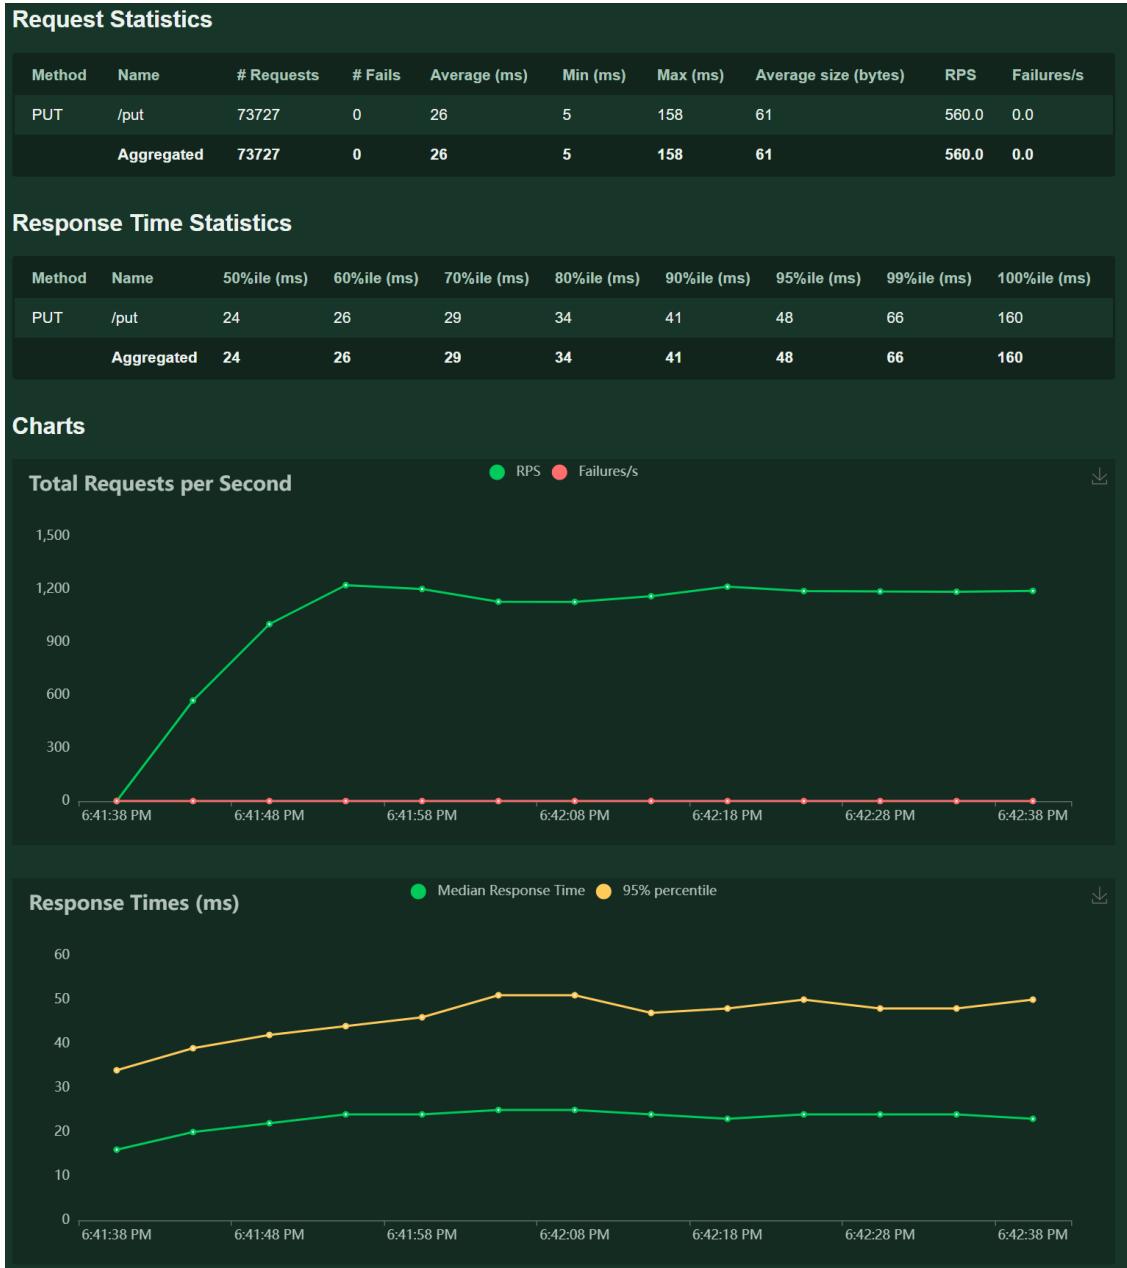 Request Statistics
Method Name # Requests # Fails Average (ms) Min (ms) Max (ms) Average size (bytes) RPS Failures/s
PUT /put 73727 0 26 5 158 61 560.0 0.0
Aggregated 73727 0 26 5 158 61 560.0 0.0
Response Time Statistics
Method Name 50%ile (ms) 60%ile (ms) 70%ile (ms) 80%ile (ms) 90%ile (ms) 95%ile (ms) 99%ile (ms) 100%ile (ms)
PUT /put 24 26 29 34 41 48 66 160
Aggregated 24 26 29 34 41 48 66 160
Charts
RPS Failures/s
Total Requests per Second
1,500
1,200
900
600
300
0
6:41:38 PM 6:41:48 PM 6:41:58 PM 6:42:08 PM 6:42:18 PM 6:42:28 PM 6:42:38 PM
Median Response Time 95% percentile
Response Times (ms)
60
50
40
30
20
10
0
6:41:38 PM 6:41:48 PM 6:41:58 PM 6:42:08 PM 6:42:18 PM 6:42:28 PM 6:42:38 PM